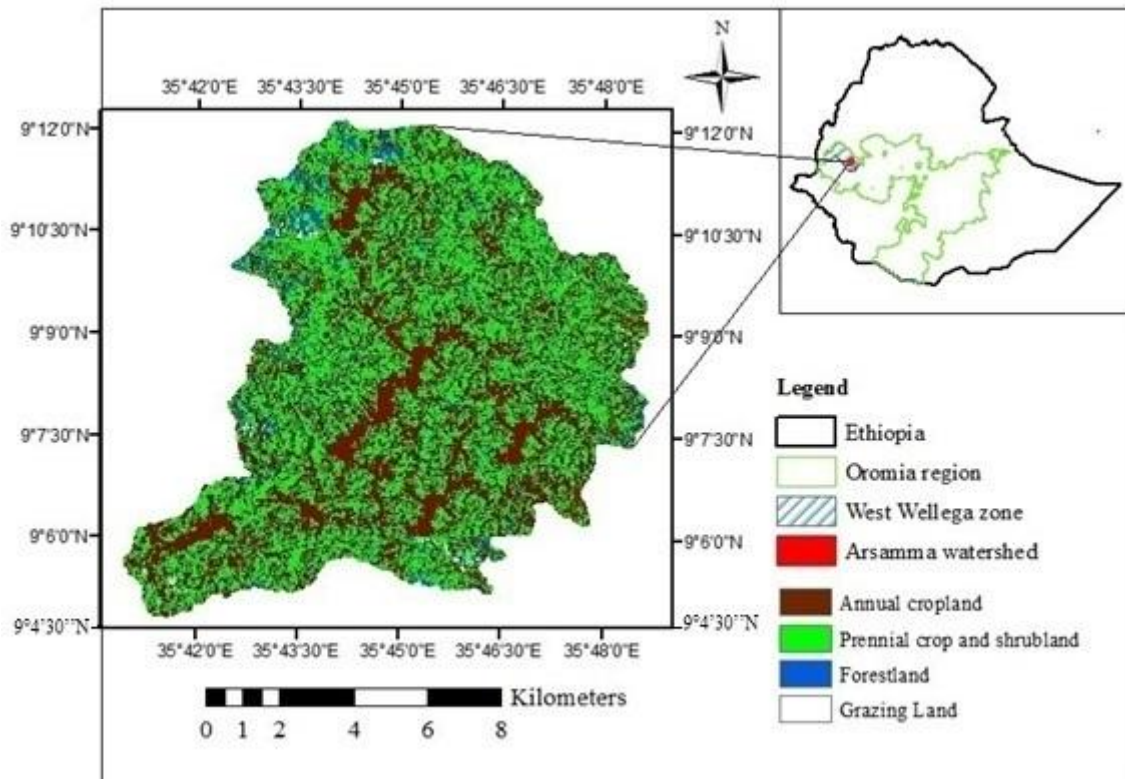 N
35°42'0"E 35°43'30"E 35°45'0"E 35°46'30"E 35°48'0"E
9°12'0"N 9°12'0"N
9°10'30"N 9°10'30"N
9°9'0"N 9°9'0"N
9°7'30"N 9°7'30"N
9°6'0"N 9°6'0"N
9°4'30"N 9°4'30"N
35°42'0"E 35°43'30"E 35°45'0"E 35°46'30"E 35°48'0"E
Kilometers
0 1 2 4 6 8
Legend
Ethiopia
Oromia region
West Wellega zone
Arsamma watershed
Annual cropland
Prennial crop and shrubland
Forestland
Grazing Land